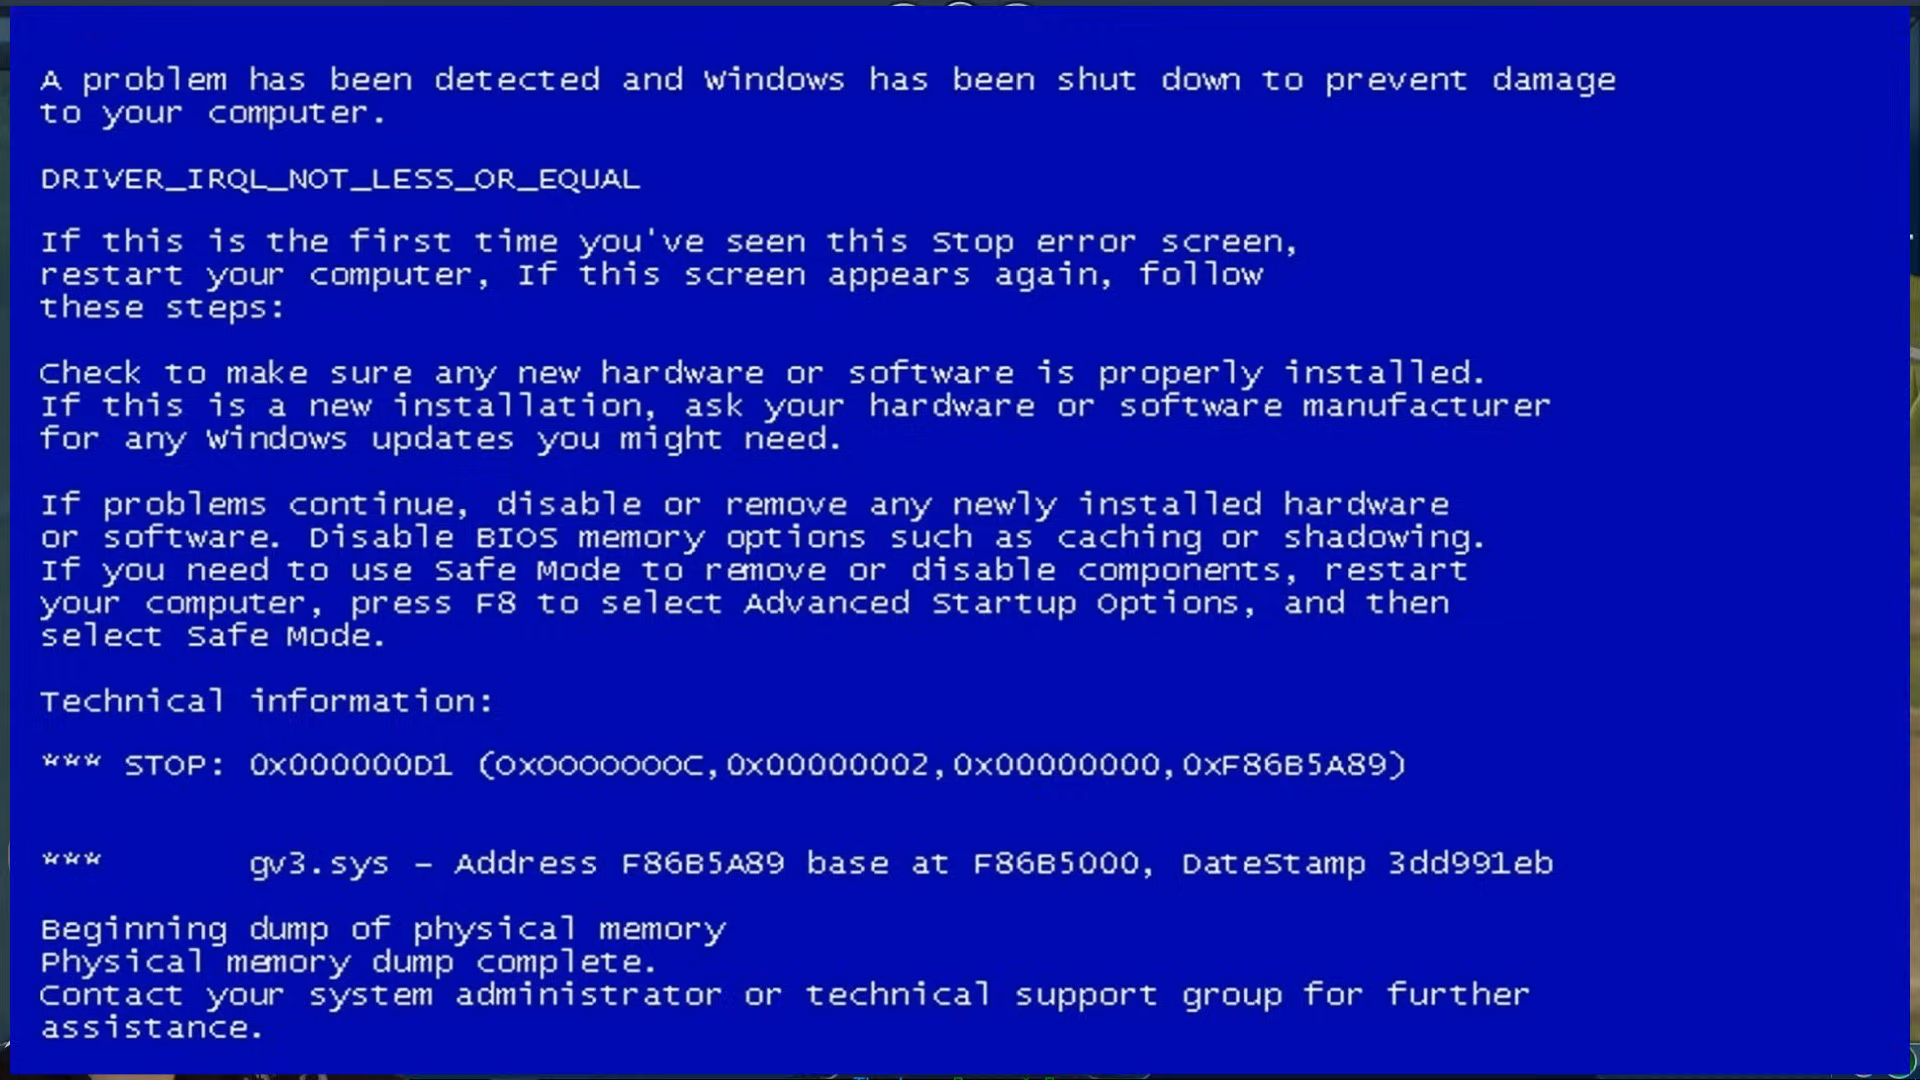 A problem has been detected and Windows has been shut down to prevent damage
to your computer.
DRIVER_IRQL_NOT_LESS_OR_EQUAL
If this is the first time you've seen this Stop error screen,
restart your computer, If this screen appears again, follow
these steps:
Check to make sure any new hardware or software is properly installed.
If this is a new installation, ask your hardware or software manufacturer
for any Windows updates you might need.
If problems continue, disable or remove any newly installed hardware
or software. Disable BIOS memory options such as caching or shadowing.
If you need to use Safe Mode to remove or disable components, restart
your computer, press F8 to select Advanced Startup Options, and then
select Safe Mode.
Technical information:
*** STOP: 0x000000D1 (0x0000000C,0x00000002,0x00000000,0xF86B5A89)
*** gv3.sys – Address F86B5A89 base at F86B5000, DateStamp 3dd991eb
Beginning dump of physical memory
Physical memory dump complete.
Contact your system administrator or technical support group for further
assistance.